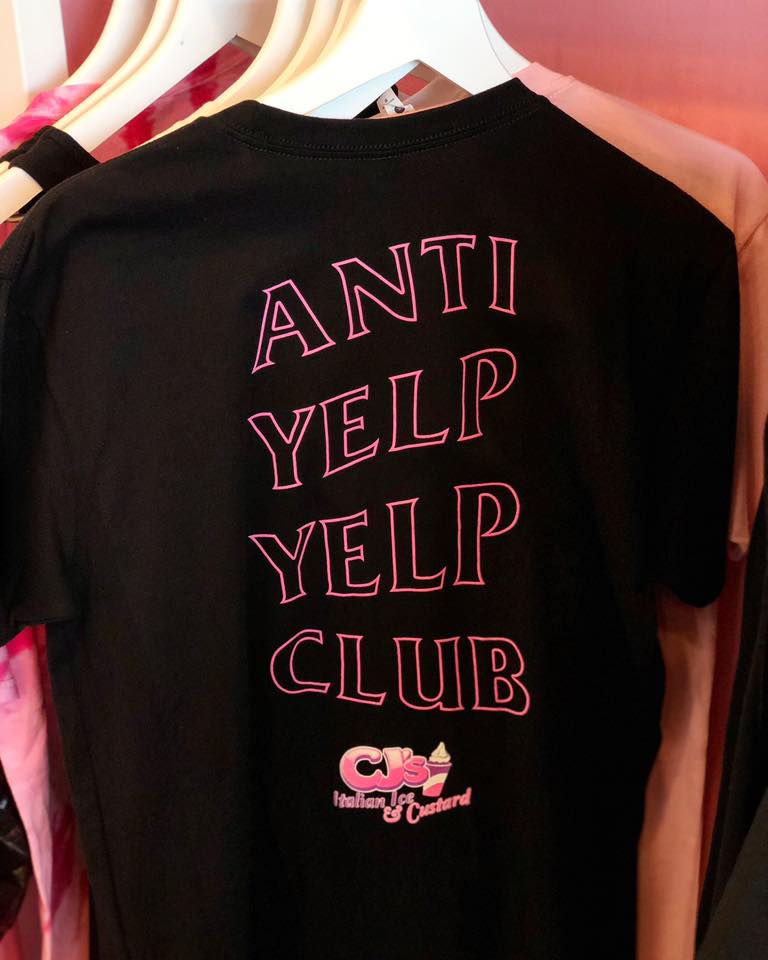 ANTI
YELP
YELP
CLUB
CJ's
Italian Ice
& Custard